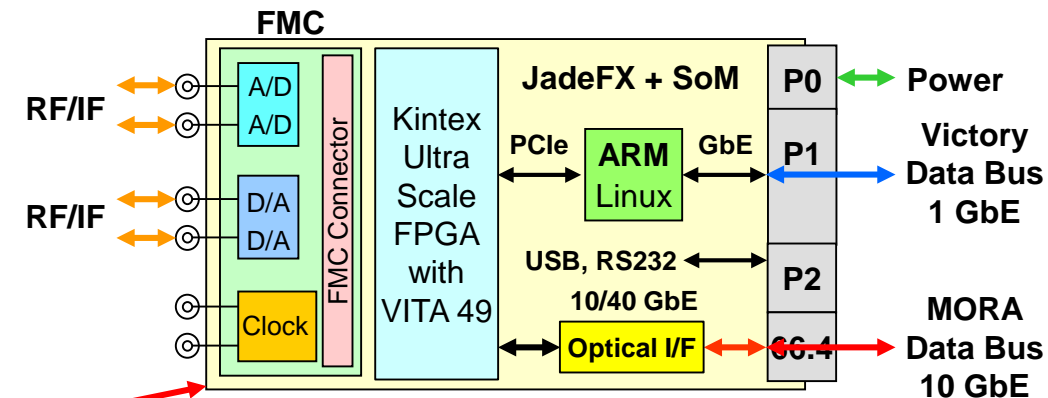 FMC
RF/IF
RF/IF
A/D
A/D
D/A
D/A
Clock
FMC Connector
Kintex
Ultra
Scale
FPGA
with
VITA 49
JadeFX + SoM
PCIe
ARM
Linux
GbE
USB, RS232
10/40 GbE
Optical I/F
P0
P1
P2
66.4
Power
Victory
Data Bus
1 GbE
MORA
Data Bus
10 GbE